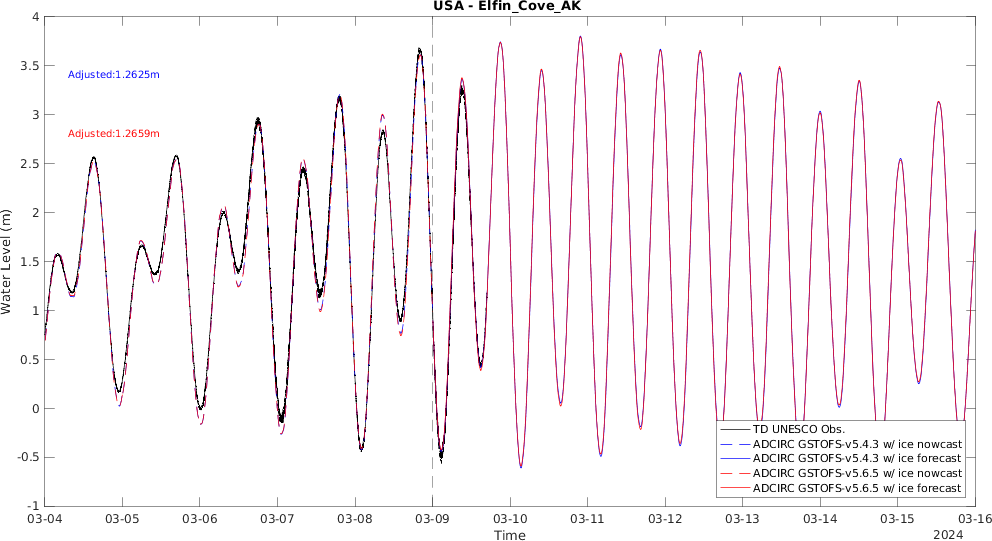 USA - Elfin_Cove_AK
4
3.5
3
2.5
2
1.5
1
0.5
0
-0.5
-1
Water Level (m)
Adjusted:1.2625m
Adjusted:1.2659m
TD UNESCO Obs.
ADCIRC GSTOFS-v5.4.3 w/ ice nowcast
ADCIRC GSTOFS-v5.4.3 w/ ice forecast
ADCIRC GSTOFS-v5.6.5 w/ ice nowcast
ADCIRC GSTOFS-v5.6.5 w/ ice forecast
03-04 03-05 03-06 03-07 03-08 03-09 03-10 03-11 03-12 03-13 03-14 03-15 03-16
Time
2024